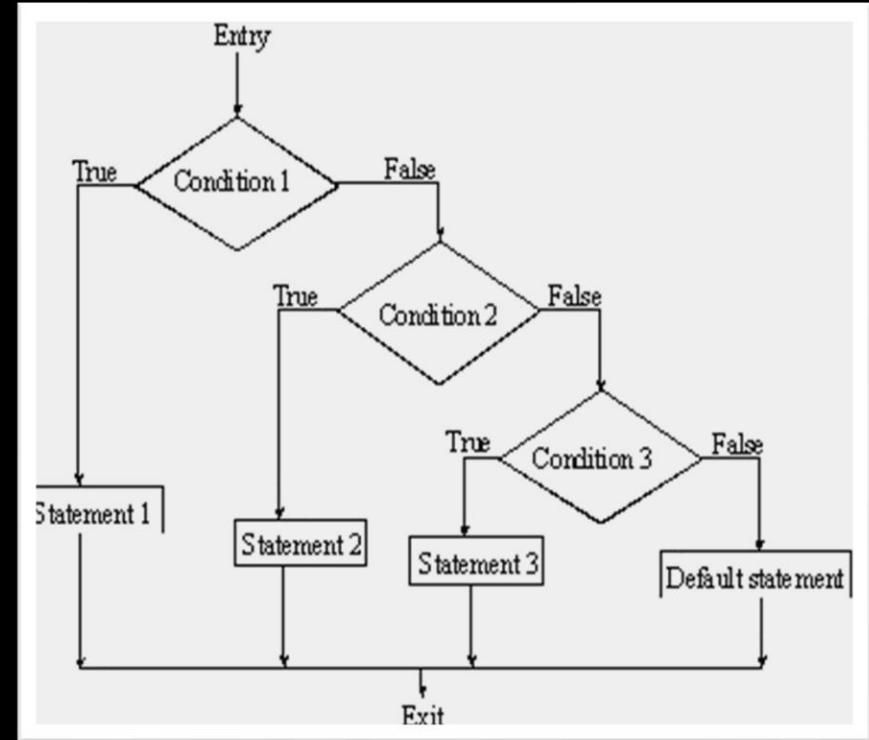 Entry
True
Condition 1
False
True
Condition 2
False
True
Condition 3
False
Statement 1
Statement 2
Statement 3
Default statement
Exit